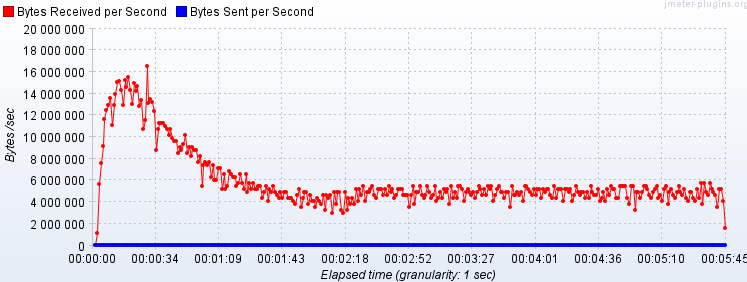 jmeter-plugins.org
Bytes Received per Second Bytes Sent per Second
20 000 000
18 000 000
16 000 000
14 000 000
12 000 000
10 000 000
8 000 000
6 000 000
4 000 000
2 000 000
0
Bytes /sec
00:00:00 00:00:34 00:01:09 00:01:43 00:02:18 00:02:52 00:03:27 00:04:01 00:04:36 00:05:10 00:05:45
Elapsed time (granularity: 1 sec)